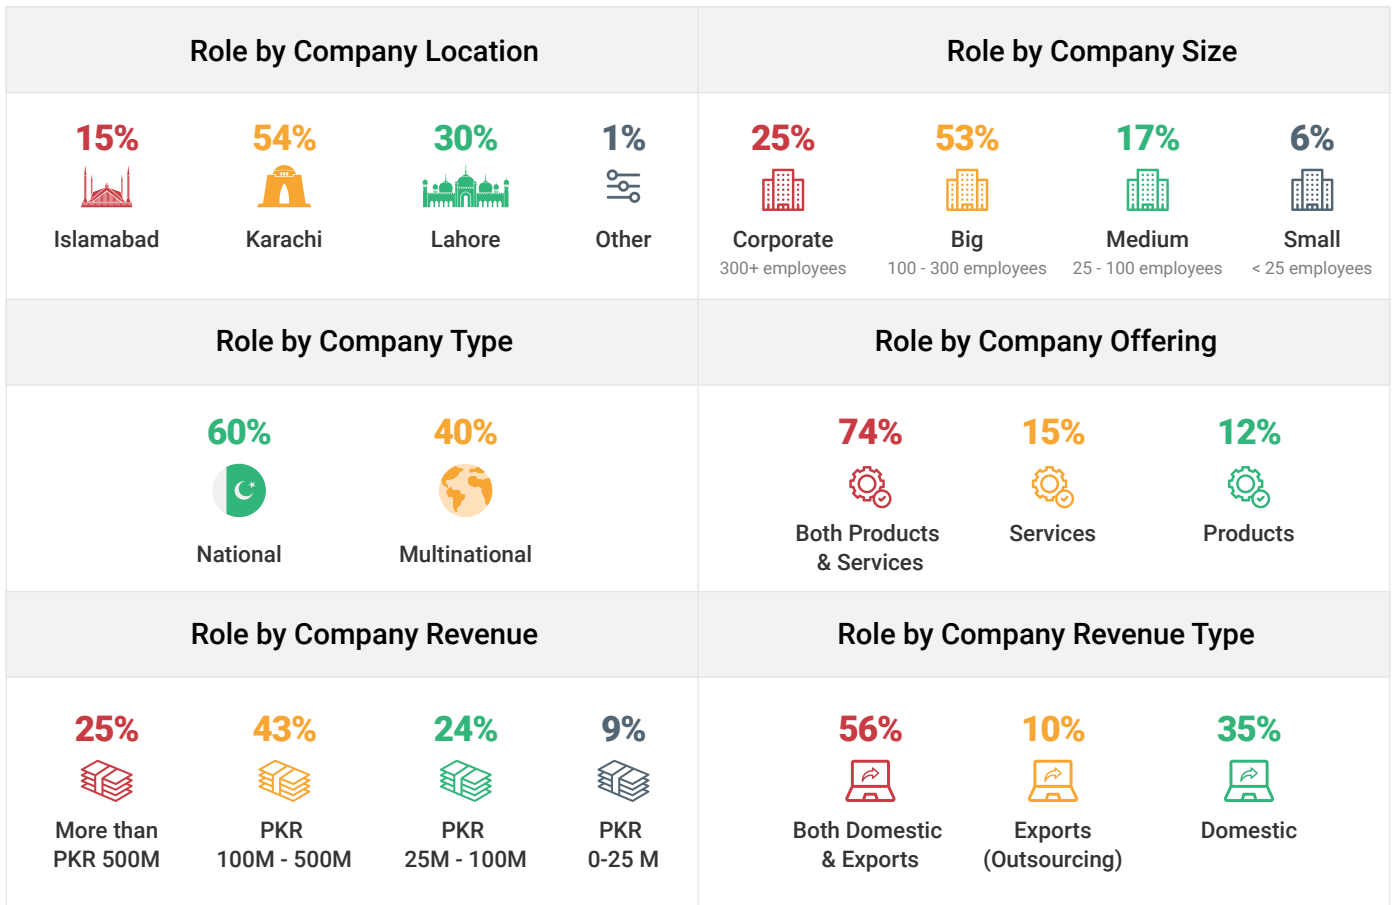 Role by Company Location
15%
54%
30%
1%
Islamabad
Karachi
Lahore
Other
Role by Company Size
25%
53%
17%
6%
Corporate
Big
Medium
Small
300+ employees
100 - 300 employees
25 - 100 employees
< 25 employees
Role by Company Type
60%
40%
National
Multinational
Role by Company Offering
74%
15%
12%
Both Products
& Services
Services
Products
Role by Company Revenue
25%
43%
24%
9%
More than
PKR 500M
PKR
100M - 500M
PKR
25M - 100M
PKR
0-25 M
Role by Company Revenue Type
56%
10%
35%
Both Domestic
& Exports
Exports
(Outsourcing)
Domestic